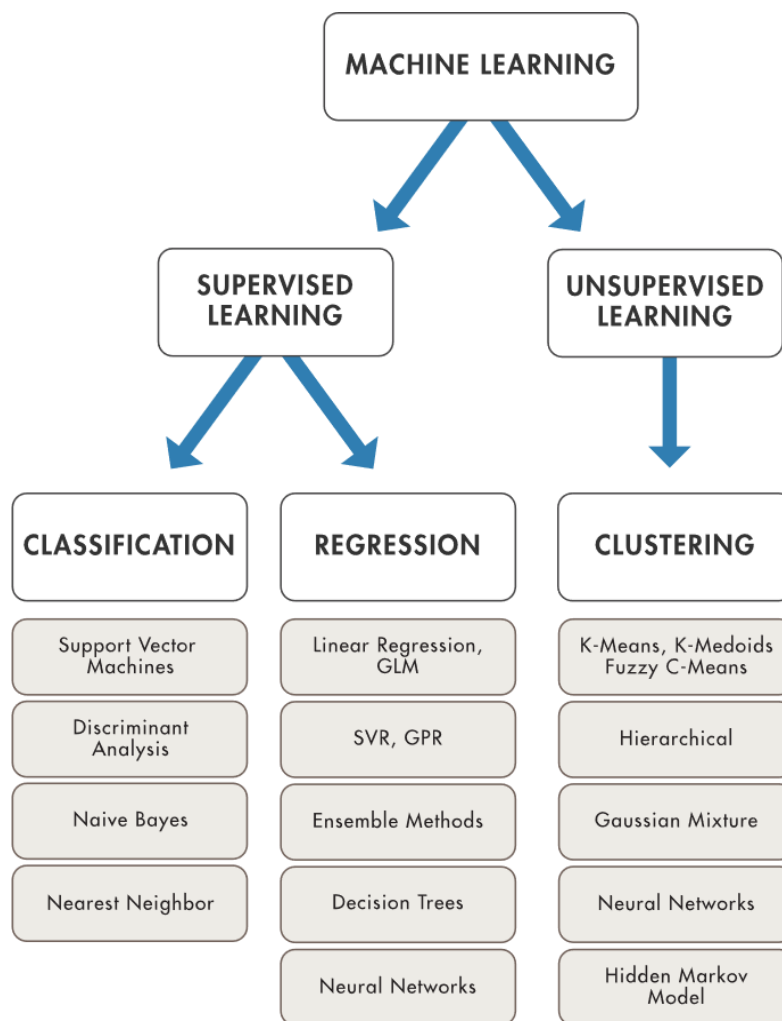 MACHINE LEARNING
SUPERVISED
LEARNING
UNSUPERVISED
LEARNING
CLASSIFICATION
REGRESSION
CLUSTERING
Support Vector
Machines
Discriminant
Analysis
Naive Bayes
Nearest Neighbor
Linear Regression,
GLM
SVR, GPR
Ensemble Methods
Decision Trees
Neural Networks
K-Means, K-Medoids
Fuzzy C-Means
Hierarchical
Gaussian Mixture
Neural Networks
Hidden Markov
Model